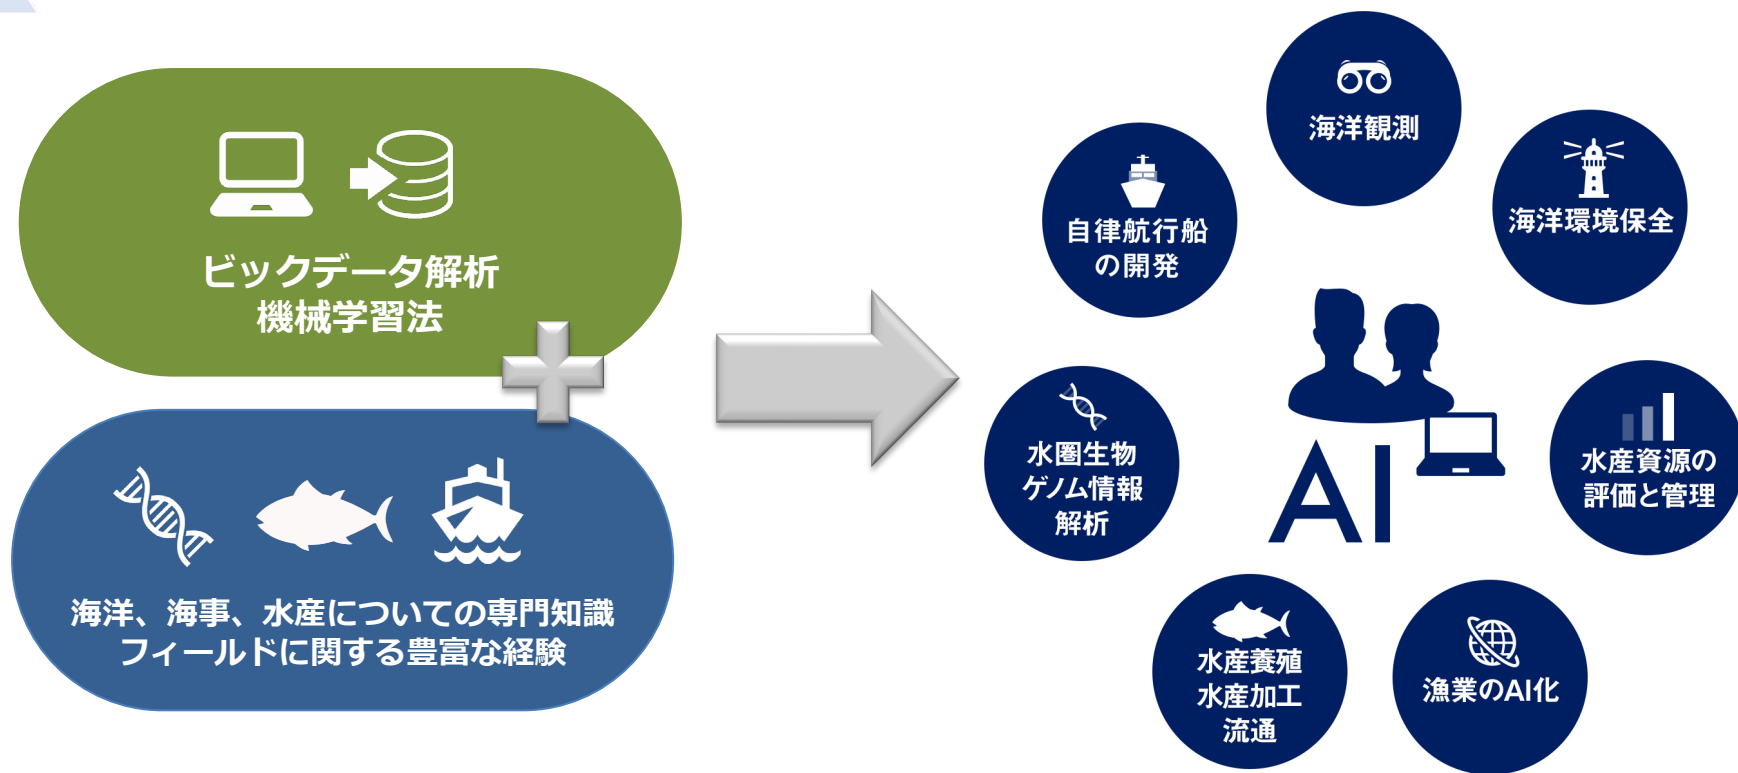 ビックデータ解析
機械学習法
海洋、海事、水産についての専門知識
フィールドに関する豊富な経験
海洋観測
海洋環境保全
水産資源の
評価と管理
漁業のAI化
水産養殖
水産加工
流通
水圏生物
ゲノム情報
解析
自律航行船
の開発
AI